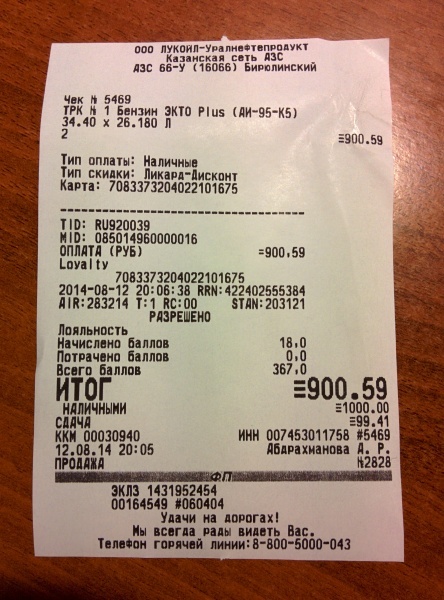 ООО ЛУКОЙЛ-Уралнефтепродукт
Казанская сеть АЗС
АЗС 66-У (16066) Бирюлинский
Чек № 5469
ТРК № 1 Бензин ЭКТО Plus (АИ-95-К5)
34.40 x 26.180 Л
2 ≡900.59
Тип оплаты: Наличные
Тип скидки: Ликард-Дисконт
Карта: 7083373204022101675
------------------------------------
TID: RU920039
MID: 085014960000016
ОПЛАТА (РУБ) =900,59
Loyalty
7083373204022101675
2014-08-12 20:06:38 RRN:422402555384
AIR:283214 T:1 RC:00 STAN:203121
РАЗРЕШЕНО
Лояльность
Начислено баллов 18,0
Потрачено баллов 0,0
Всего баллов 367,0
ИТОГ ≡900.59
НАЛИЧНЫМИ ≡1000.00
СДАЧА ≡99.41
ККМ 00030940 ИНН 007453011758 #5469
12.08.14 20:05 Абдрахманова А. Р.
ПРОДАЖА №2828
ФП
ЭКЛЗ 1431952454
00164549 #060404
Удачи на дорогах!
Мы всегда рады видеть Вас.
Телефон горячей линии:8-800-5000-043